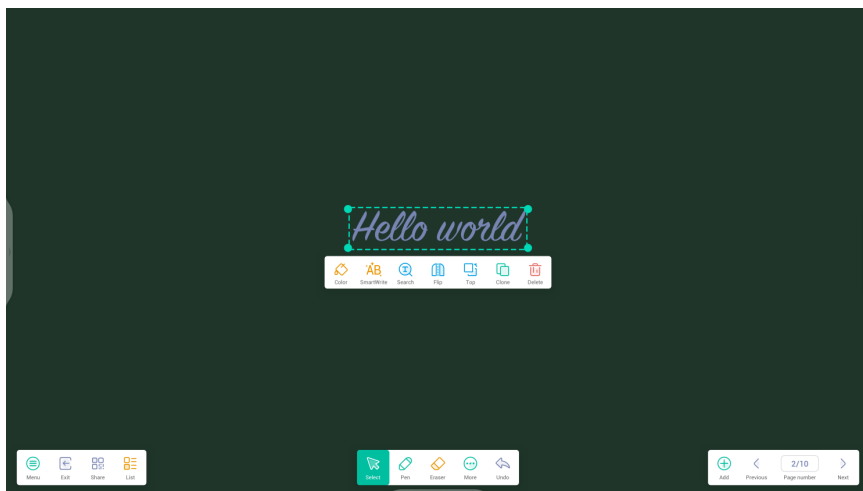 Hello world
Color SmartWrite Search Flip Top Clone Delete
Menu Exit Share List Select Pen Eraser More Undo Add Previous 2/10 Page number Next